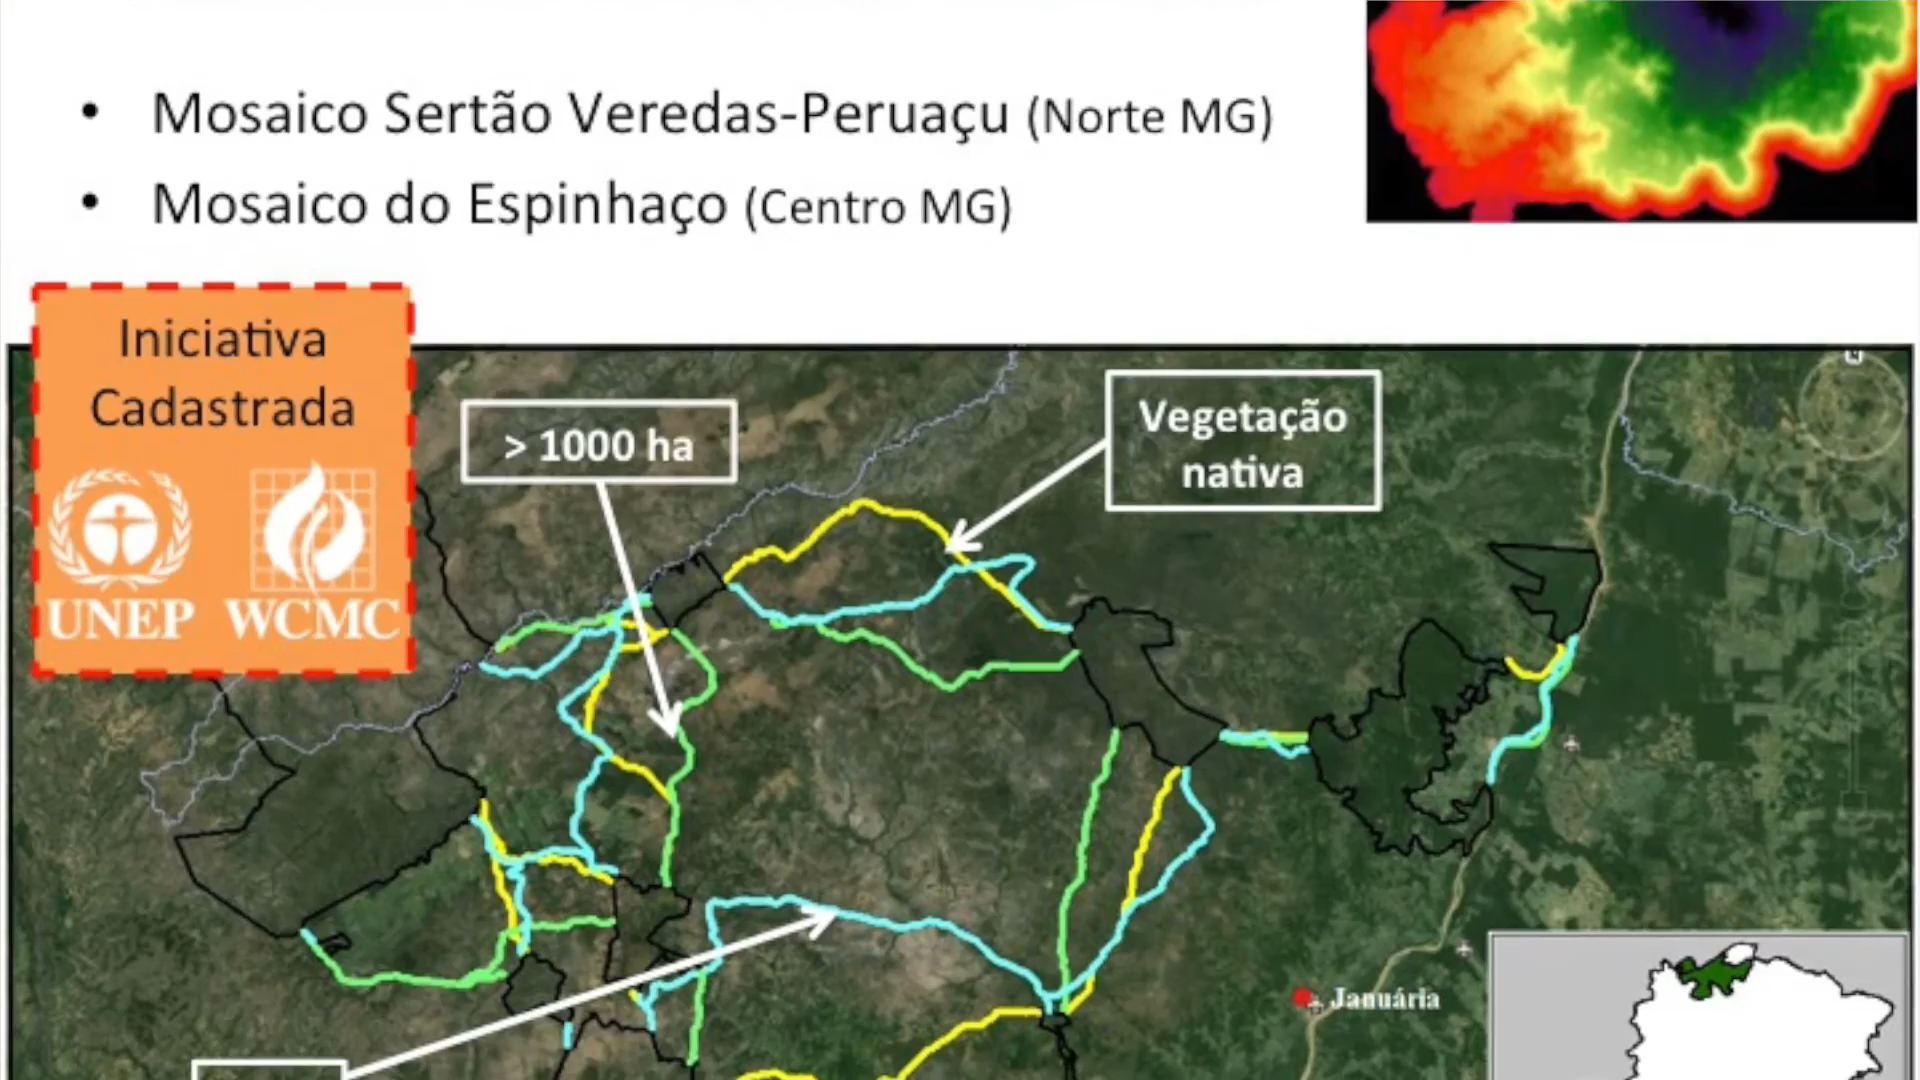 • Mosaico Sertão Veredas-Peruaçu (Norte MG)
• Mosaico do Espinhaço (Centro MG)
Iniciativa
Cadastrada
UNEP WCMC
> 1000 ha
Vegetação
nativa
N
Januária